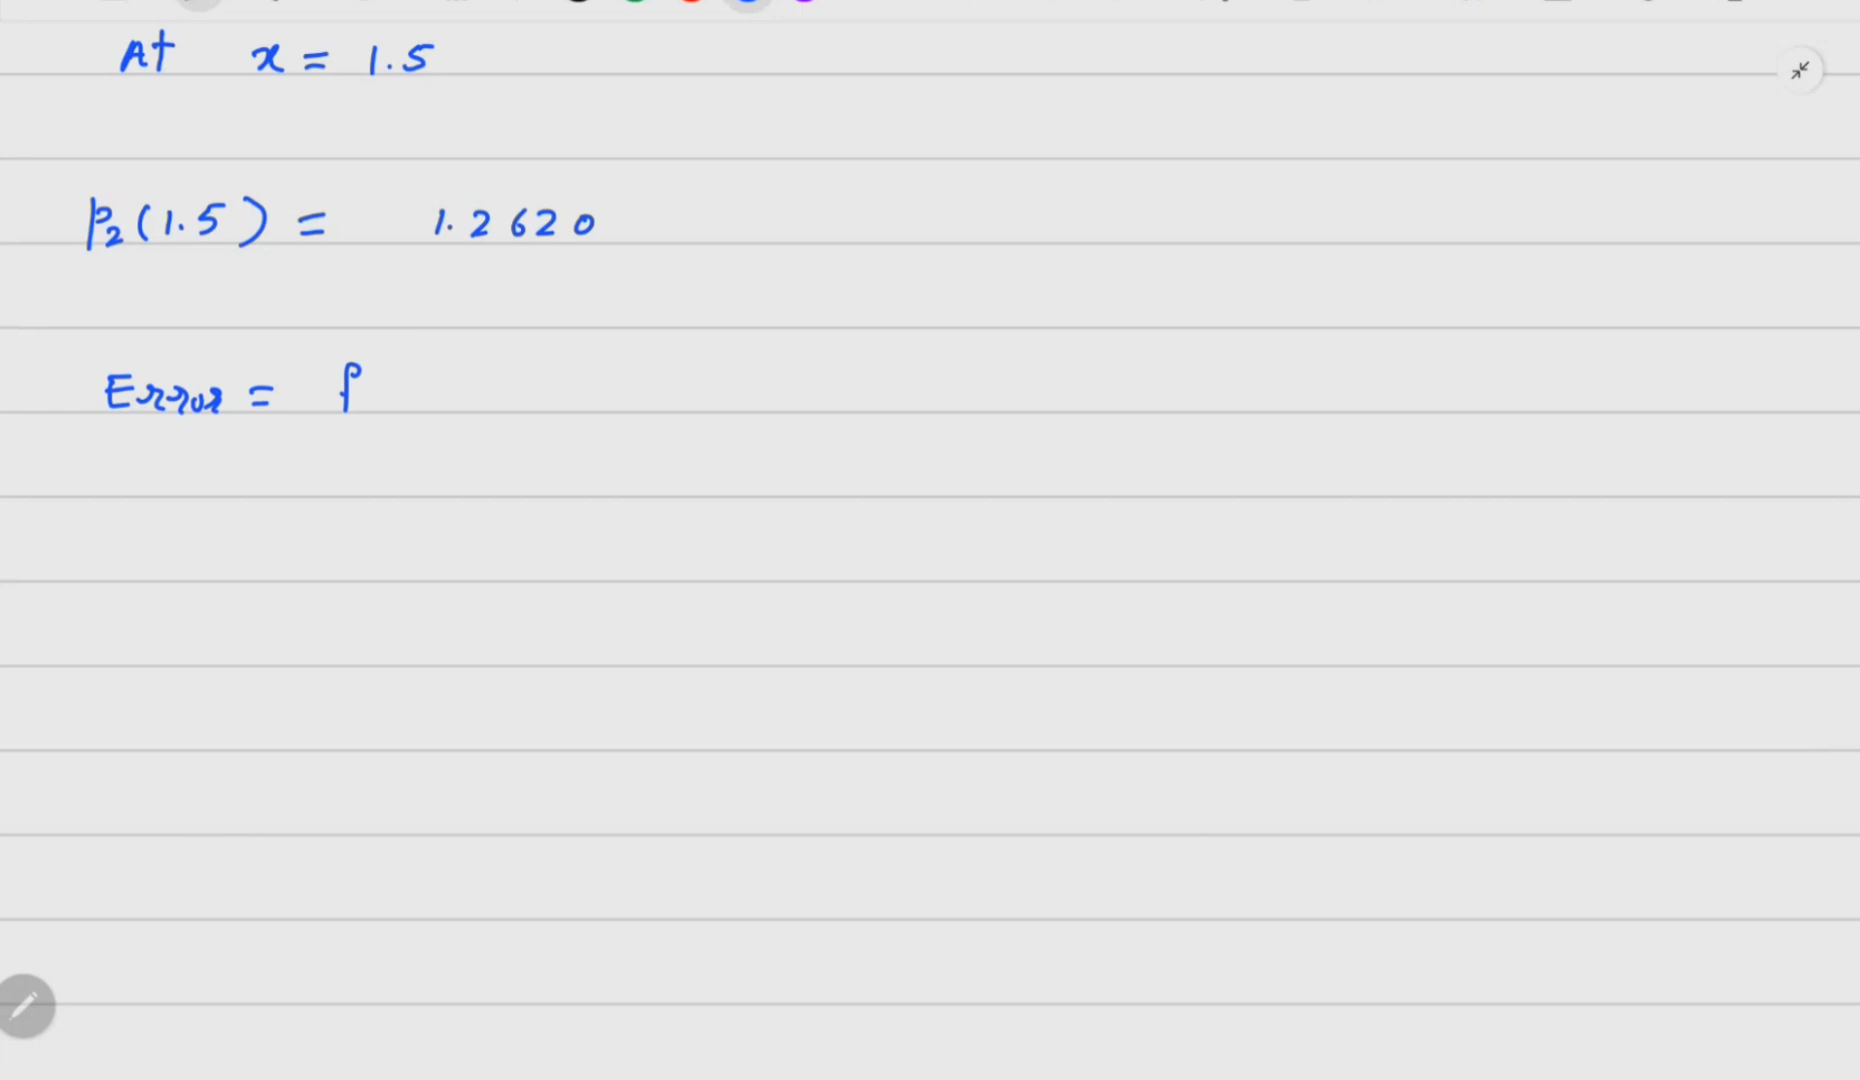 At x = 1.5
P₂(1.5) = 1.2620
Error = f